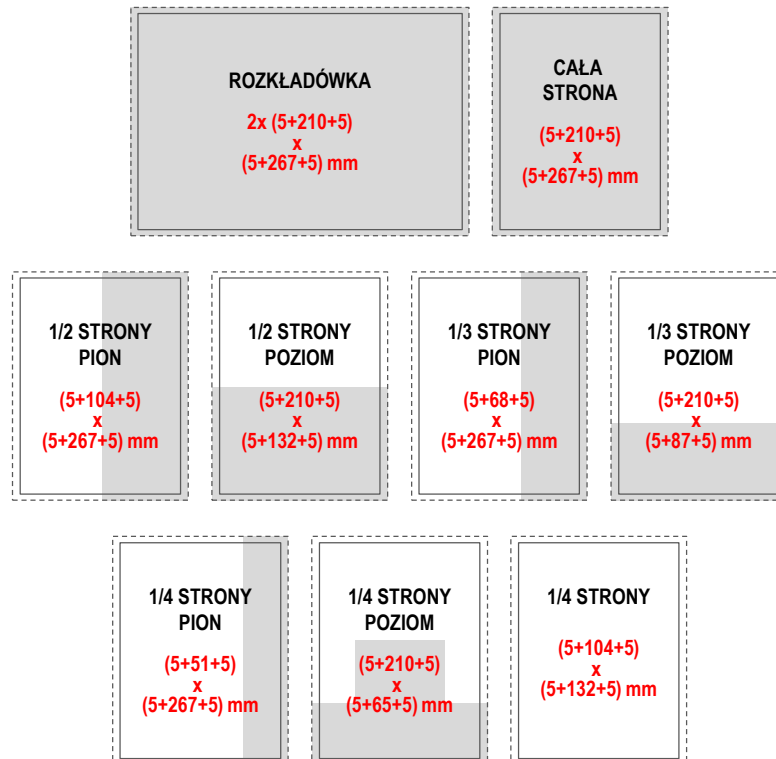 ROZKŁADÓWKA
2x (5+210+5)
x
(5+267+5) mm
CAŁA
STRONA
(5+210+5)
x
(5+267+5) mm
1/2 STRONY
PION
(5+104+5)
x
(5+267+5) mm
1/2 STRONY
POZIOM
(5+210+5)
x
(5+132+5) mm
1/3 STRONY
PION
(5+68+5)
x
(5+267+5) mm
1/3 STRONY
POZIOM
(5+210+5)
x
(5+87+5) mm
1/4 STRONY
PION
(5+51+5)
x
(5+267+5) mm
1/4 STRONY
POZIOM
(5+210+5)
x
(5+65+5) mm
1/4 STRONY
(5+104+5)
x
(5+132+5) mm